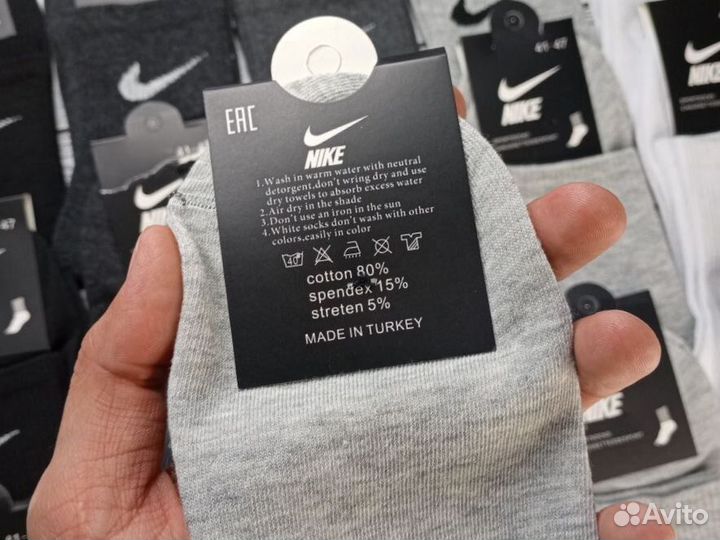 EAC
NIKE
1.Wash in warm water with neutral
detergent.don't wring dry and use
dry towels to absorb excess water
2.Air dry in the shade
3.Don't use an iron in the sun
4.White socks don't wash with other
colors,easily in color
40°
cotton 80%
spendex 15%
streten 5%
MADE IN TURKEY
41-47
NIKE
NIKE
NIKE
Avito